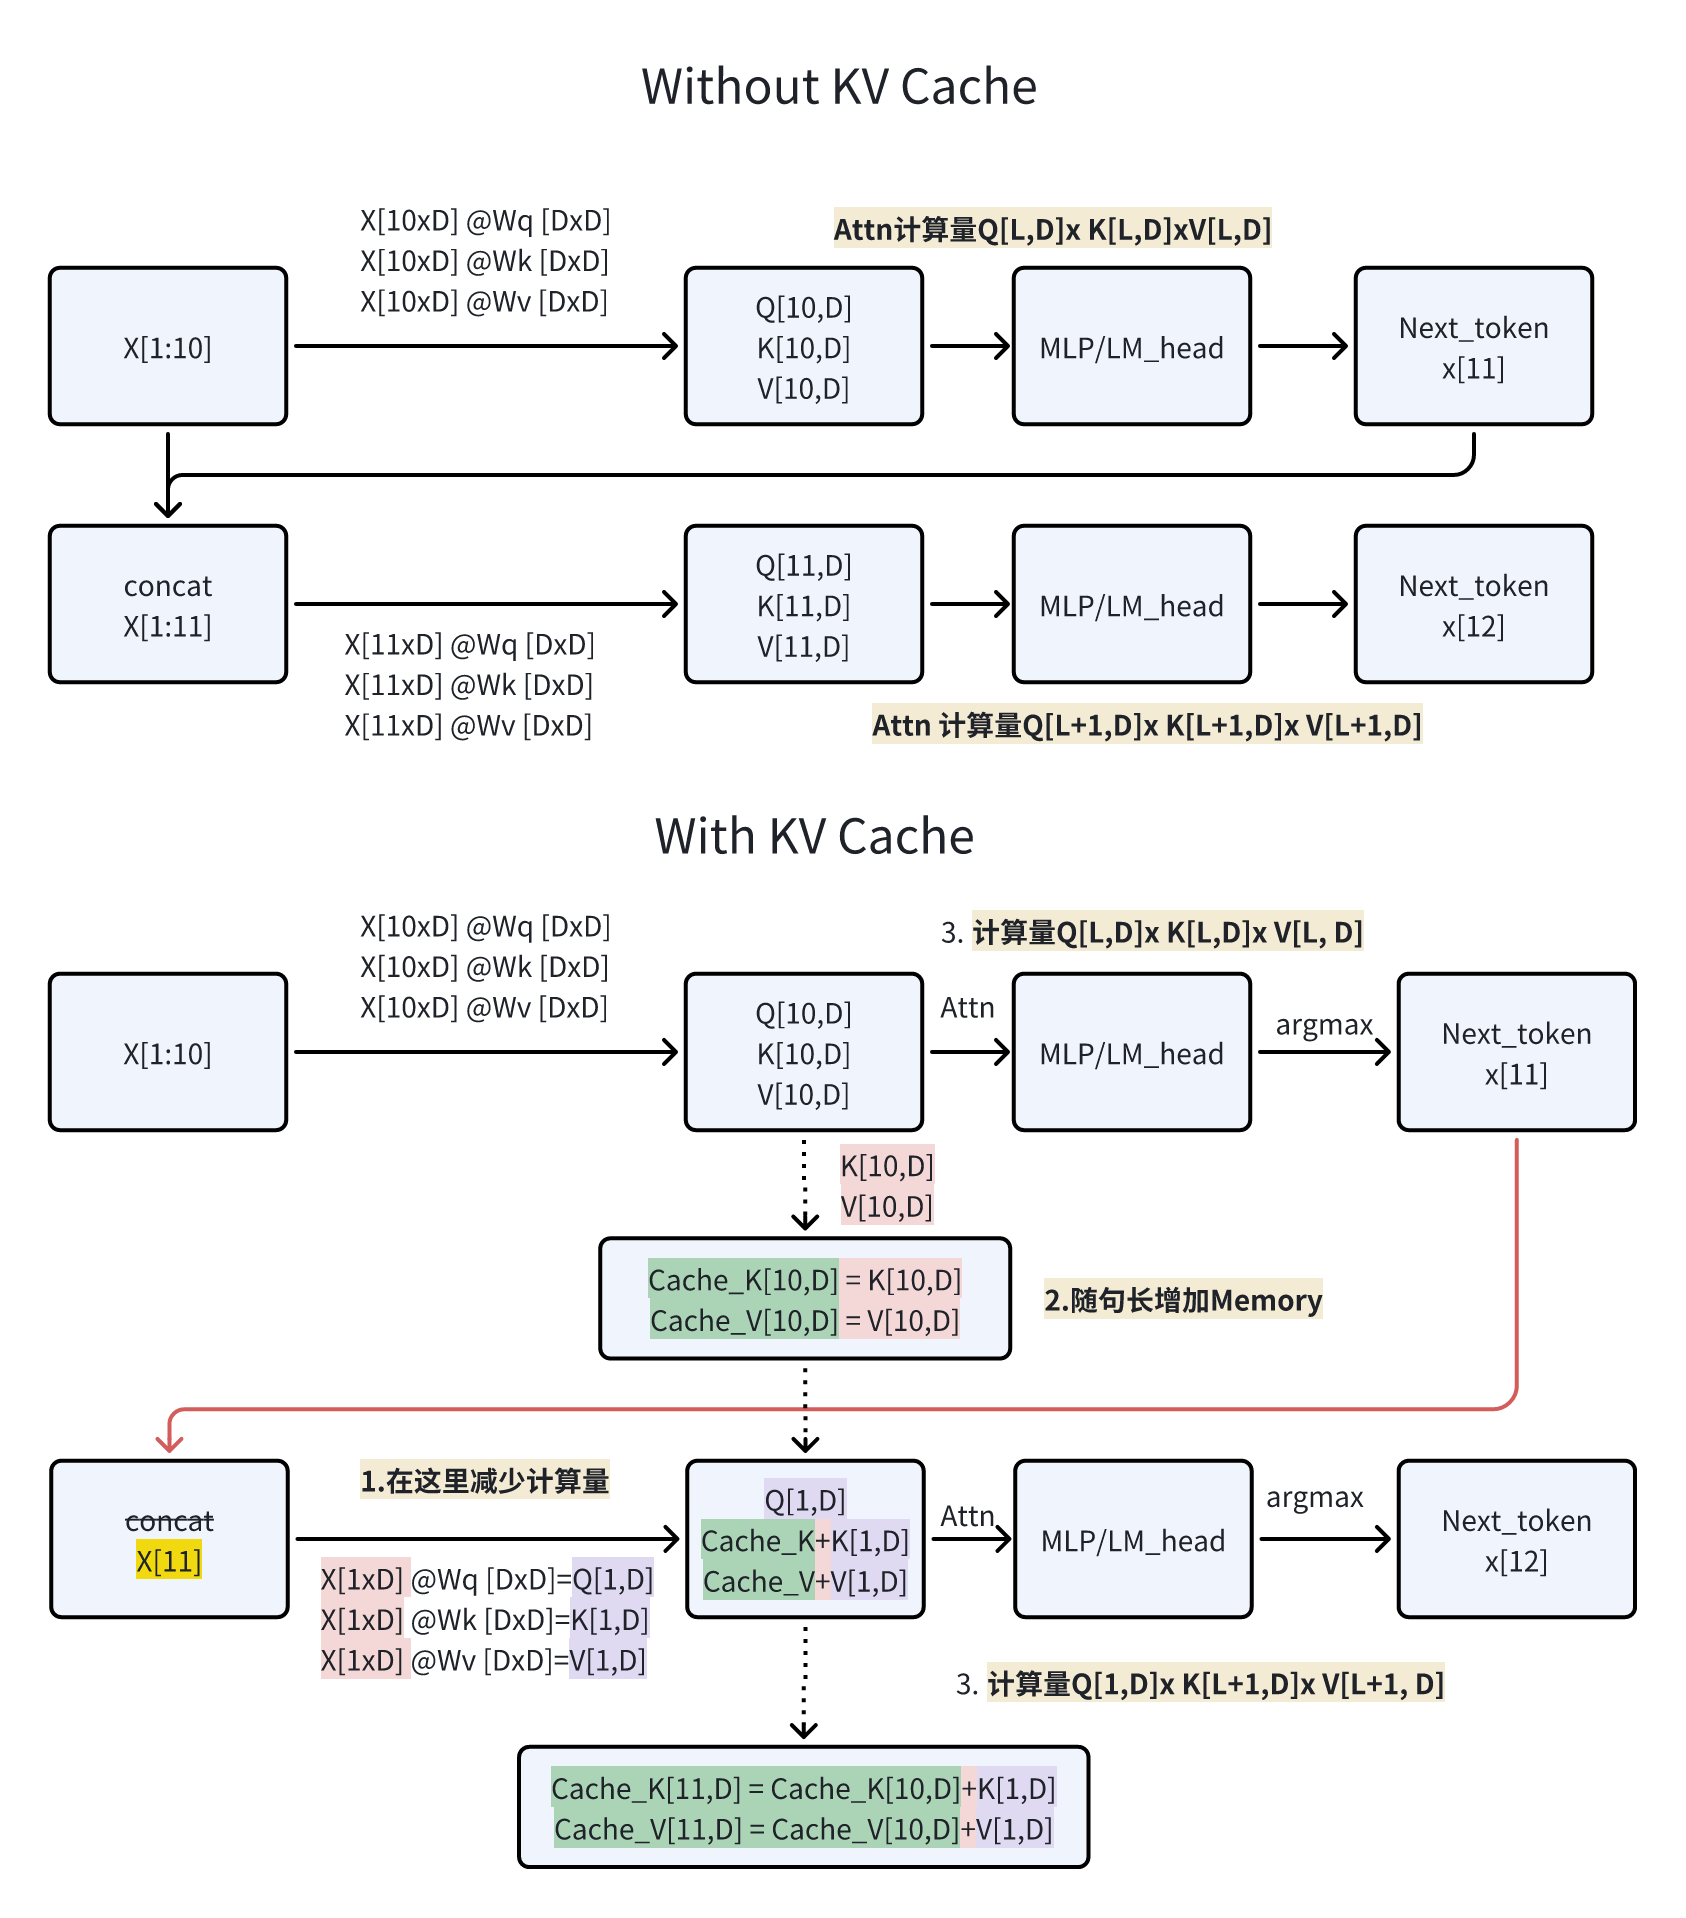 Without KV Cache
X[10xD] @Wq [DxD]
X[10xD] @Wk [DxD]
X[10xD] @Wv [DxD]
Attn计算量Q[L,D]x K[L,D]xV[L,D]
X[1:10]
Q[10,D]
K[10,D]
V[10,D]
MLP/LM_head
Next_token
x[11]
concat
X[1:11]
X[11xD] @Wq [DxD]
X[11xD] @Wk [DxD]
X[11xD] @Wv [DxD]
Q[11,D]
K[11,D]
V[11,D]
MLP/LM_head
Next_token
x[12]
Attn 计算量Q[L+1,D]x K[L+1,D]x V[L+1,D]
With KV Cache
X[10xD] @Wq [DxD]
X[10xD] @Wk [DxD]
X[10xD] @Wv [DxD]
3. 计算量Q[L,D]x K[L,D]x V[L, D]
X[1:10]
Q[10,D]
K[10,D]
V[10,D]
Attn
MLP/LM_head
argmax
Next_token
x[11]
K[10,D]
V[10,D]
Cache_K[10,D] = K[10,D]
Cache_V[10,D] = V[10,D]
2.随句长增加Memory
concat
X[11]
1.在这里减少计算量
X[1xD] @Wq [DxD]=Q[1,D]
X[1xD] @Wk [DxD]=K[1,D]
X[1xD] @Wv [DxD]=V[1,D]
Q[1,D]
Cache_K+K[1,D]
Cache_V+V[1,D]
Attn
MLP/LM_head
argmax
Next_token
x[12]
3. 计算量Q[1,D]x K[L+1,D]x V[L+1, D]
Cache_K[11,D] = Cache_K[10,D]+K[1,D]
Cache_V[11,D] = Cache_V[10,D]+V[1,D]